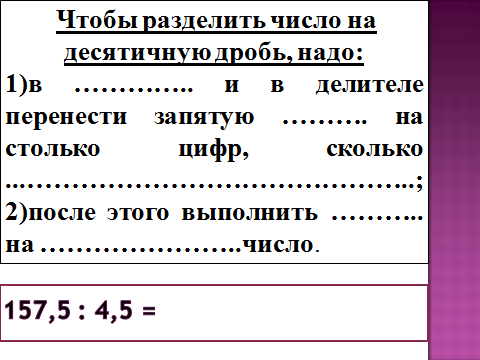 Чтобы разделить число на
десятичную дробь, надо:
1)в ………….. и в делителе
перенести запятую ………. на
столько цифр, сколько
...……………………………………..;
2)после этого выполнить ………..
на ………………….число.
157,5 : 4,5 =